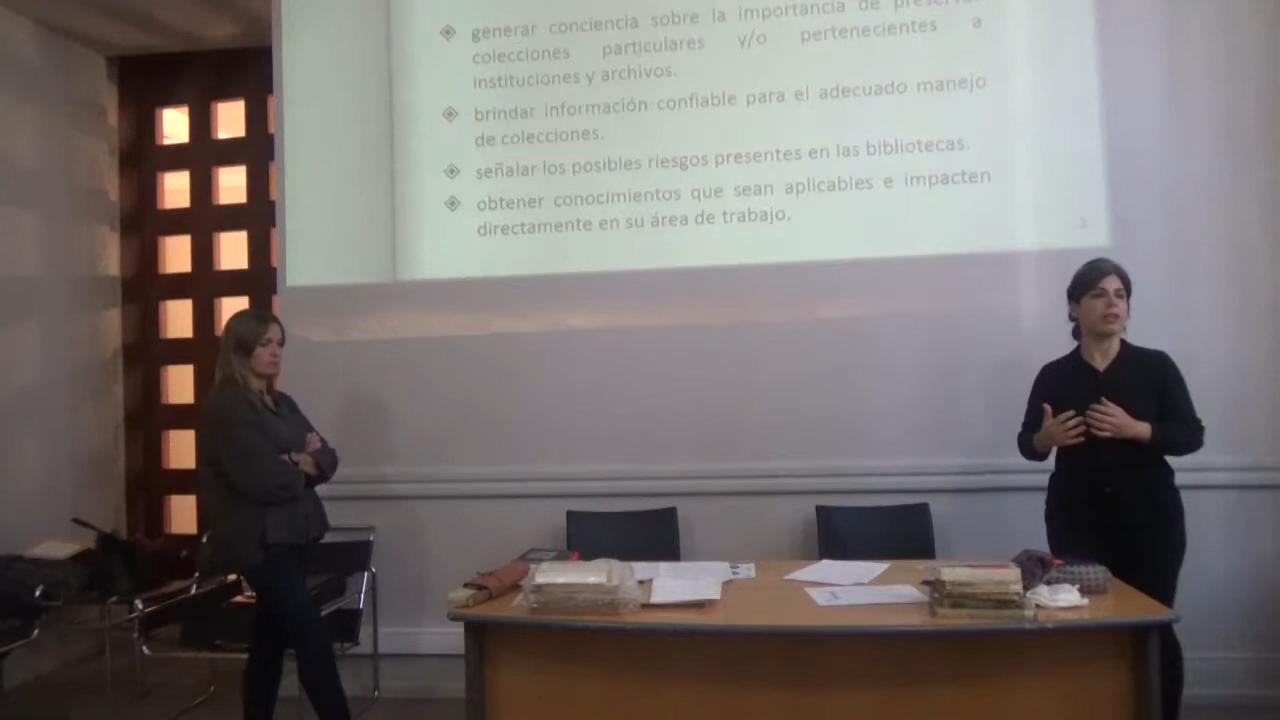 generar conciencia sobre la importancia de
colecciones particulares y/o pertenecientes a
instituciones y archivos.
brindar información confiable para el adecuado manejo
de colecciones.
señalar los posibles riesgos presentes en las bibliotecas.
obtener conocimientos que sean aplicables e impacten
directamente en su área de trabajo.
3